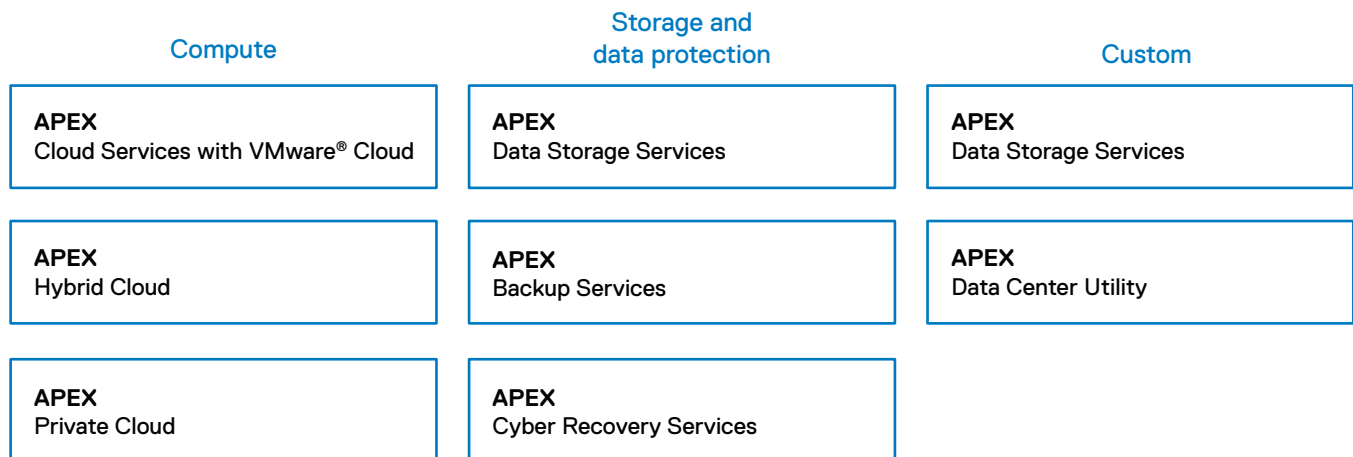 Compute
APEX
Cloud Services with VMware® Cloud
APEX
Hybrid Cloud
APEX
Private Cloud
Storage and
data protection
APEX
Data Storage Services
APEX
Backup Services
APEX
Cyber Recovery Services
Custom
APEX
Data Storage Services
APEX
Data Center Utility